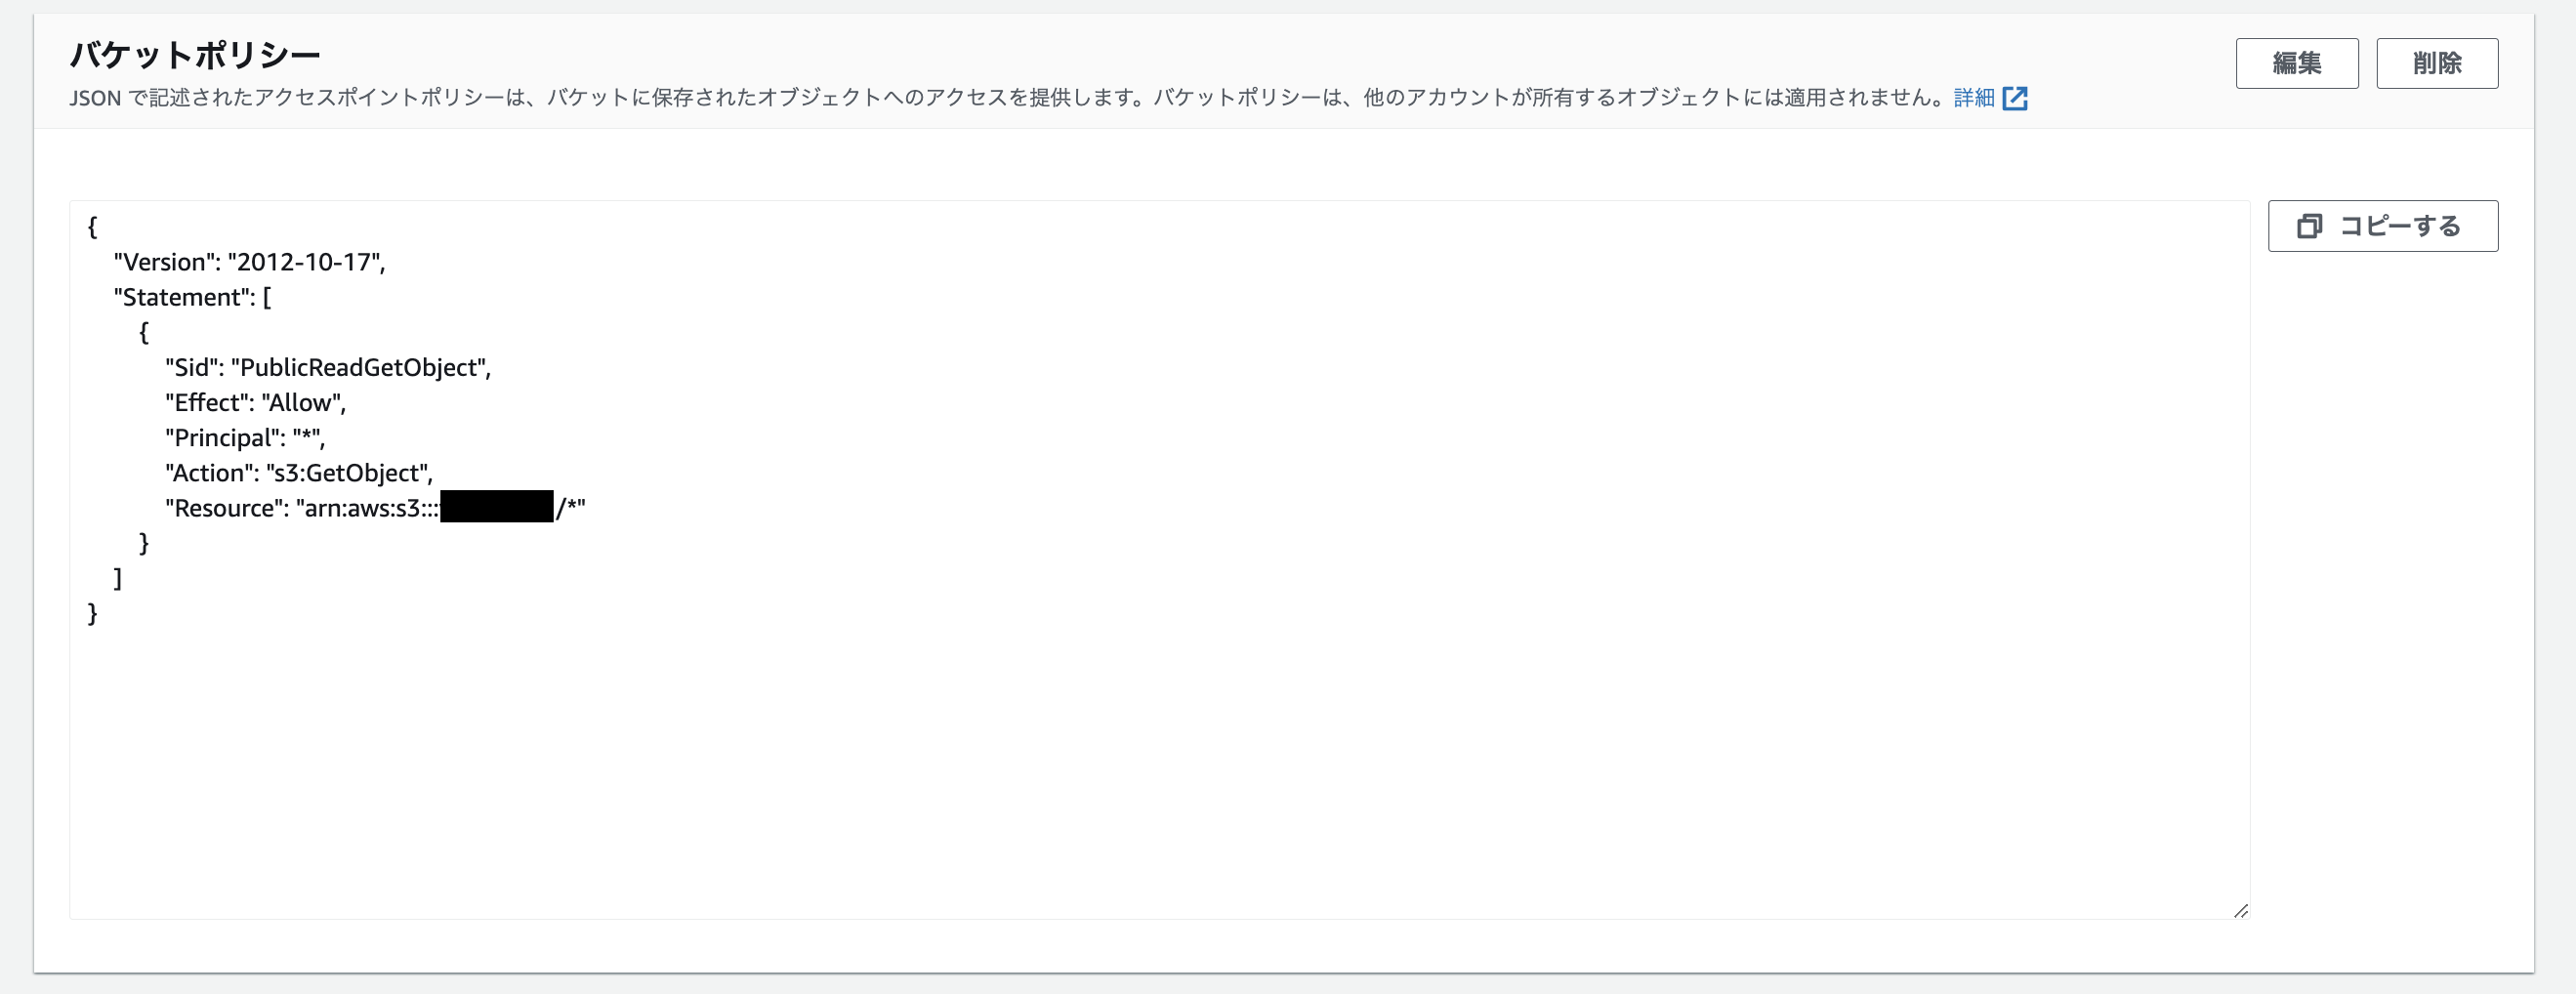 バケットポリシー
編集
削除
JSON で記述されたアクセスポイントポリシーは、バケットに保存されたオブジェクトへのアクセスを提供します。バケットポリシーは、他のアカウントが所有するオブジェクトには適用されません。詳細
コピーする
{
"Version": "2012-10-17",
"Statement": [
{
"Sid": "PublicReadGetObject",
"Effect": "Allow",
"Principal": "*",
"Action": "s3:GetObject",
"Resource": "arn:aws:s3::: /*"
}
]
}